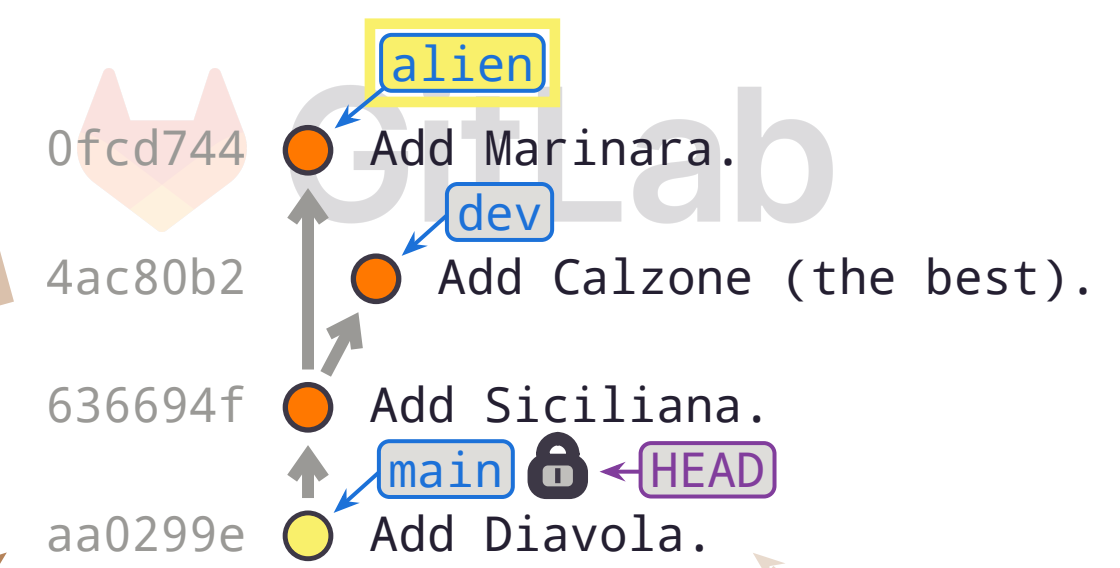 alien
GitLab
0fcd744 Add Marinara.
dev
4ac80b2 Add Calzone (the best).
636694f Add Siciliana.
main HEAD
aa0299e Add Diavola.